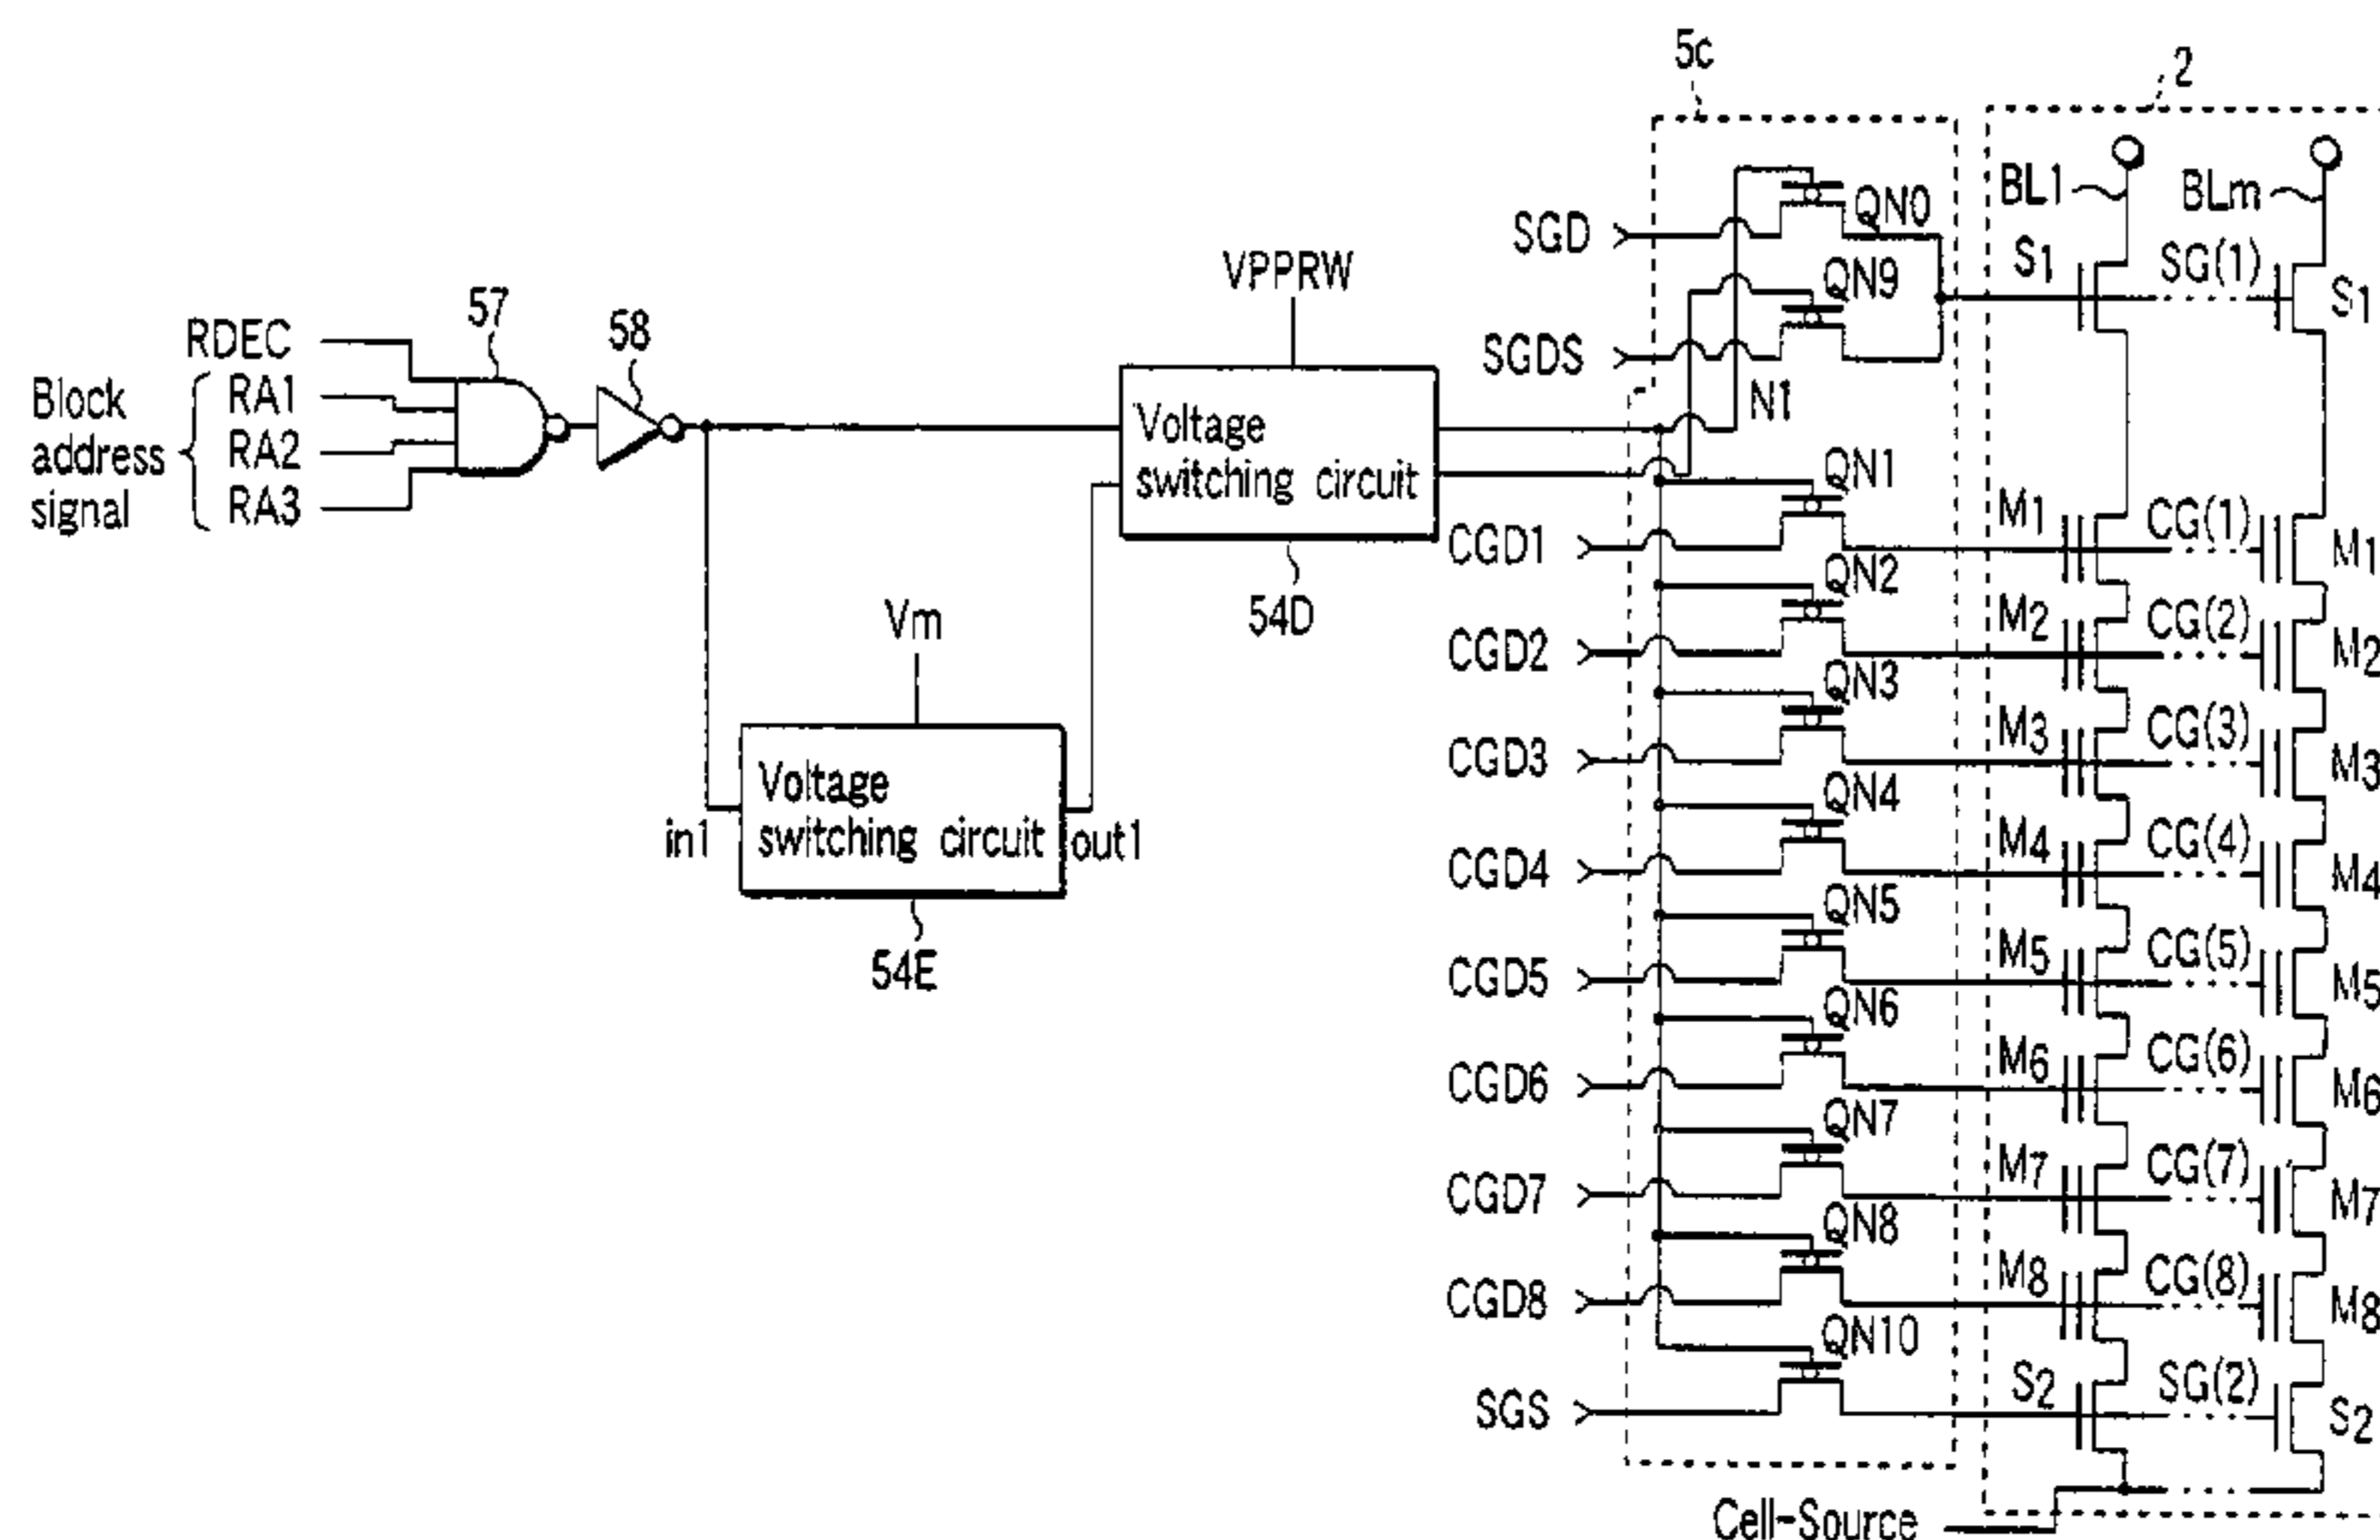 5c
2
BL1
BLm
SGD
QN0
S1
SG(1)
S1
VPPRW
QN9
57
58
SGDS
RDEC
N1
Block
address
signal
RA1
RA2
RA3
Voltage
switching circuit
QN1
M1
CG(1)
M1
CGD1
54D
QN2
Vm
M2
CG(2)
M2
CGD2
QN3
M3
CG(3)
M3
CGD3
Voltage
switching circuit
in1
out1
QN4
M4
CG(4)
M4
CGD4
54E
QN5
M5
CG(5)
M5
CGD5
QN6
M6
CG(6)
M6
CGD6
QN7
M7
CG(7)
M7
CGD7
QN8
M8
CG(8)
M8
CGD8
QN10
S2
SG(2)
S2
SGS
Cell-Source